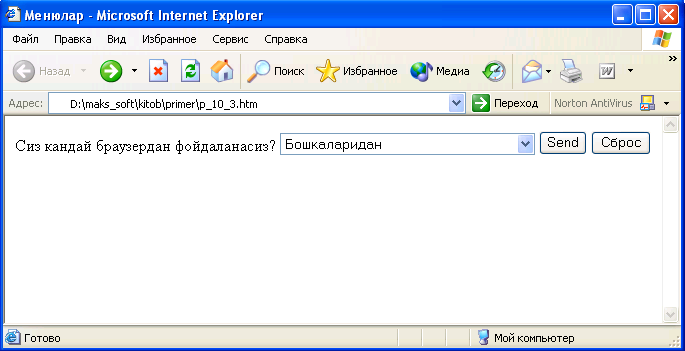 Менюлар - Microsoft Internet Explorer
Файл Правка Вид Избранное Сервис Справка
Назад Поиск Избранное Медиа W
Адрес: D:\maks_soft\kitob\primer\p_10_3.htm Переход Norton AntiVirus
Сиз кандай браузердан фойдаланасиз? Бошкаларидан Send Сброс
Готово Мой компьютер